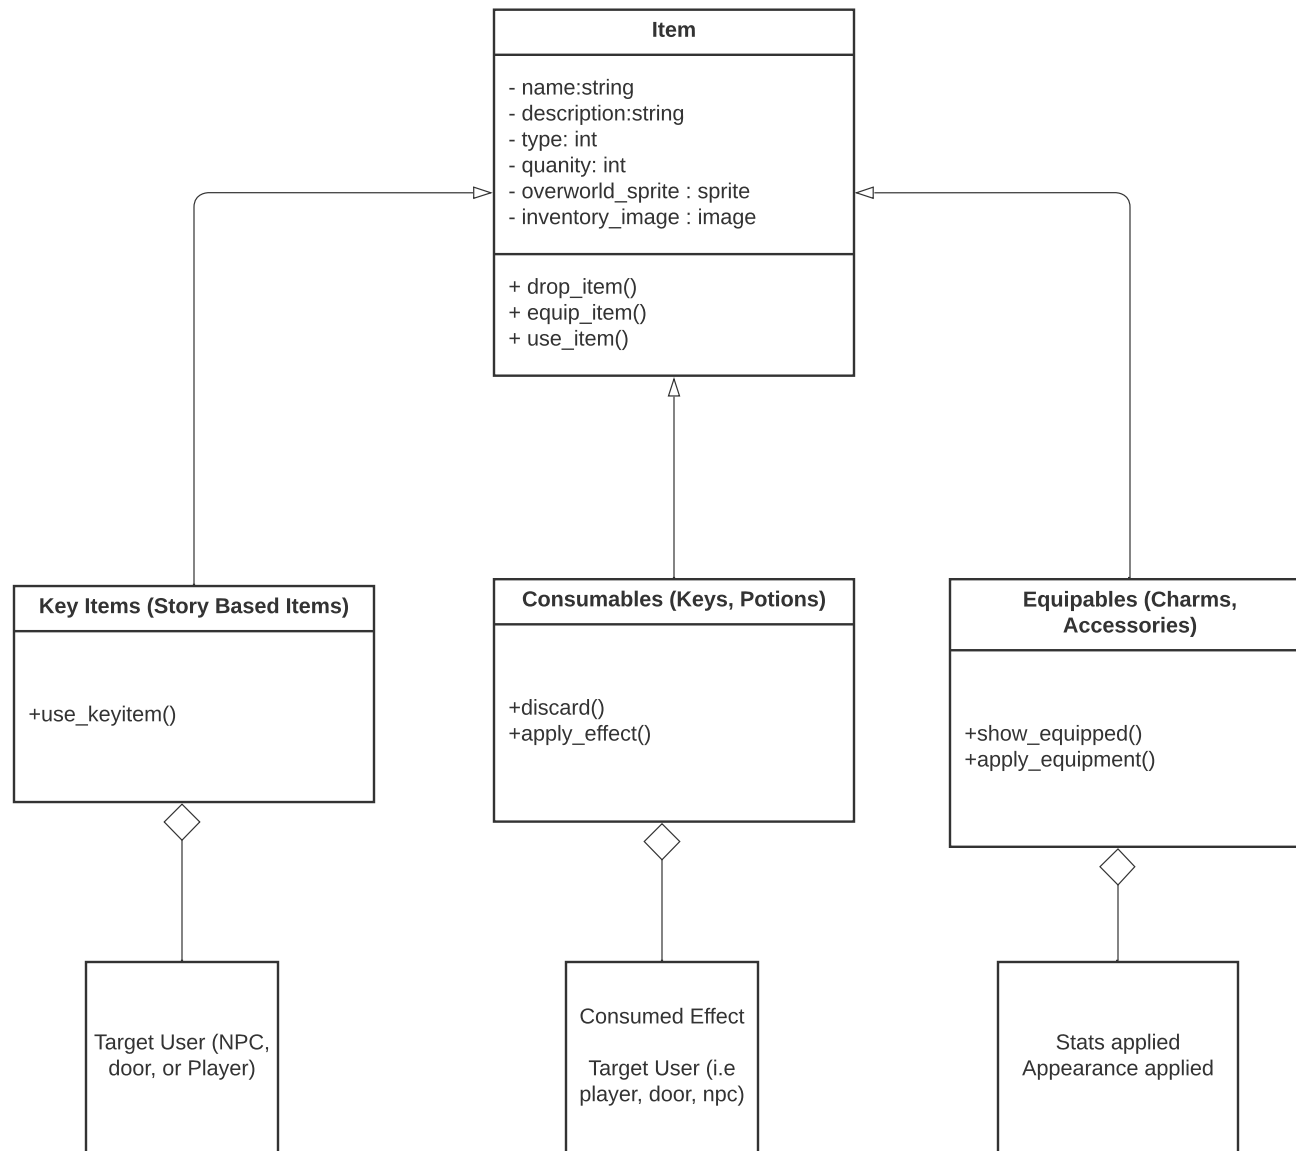 Item
- name:string
- description:string
- type: int
- quanity: int
- overworld_sprite : sprite
- inventory_image : image
+ drop_item()
+ equip_item()
+ use_item()
Key Items (Story Based Items)
+use_keyitem()
Consumables (Keys, Potions)
+discard()
+apply_effect()
Equipables (Charms,
Accessories)
+show_equipped()
+apply_equipment()
Target User (NPC,
door, or Player)
Consumed Effect
Target User (i.e
player, door, npc)
Stats applied
Appearance applied